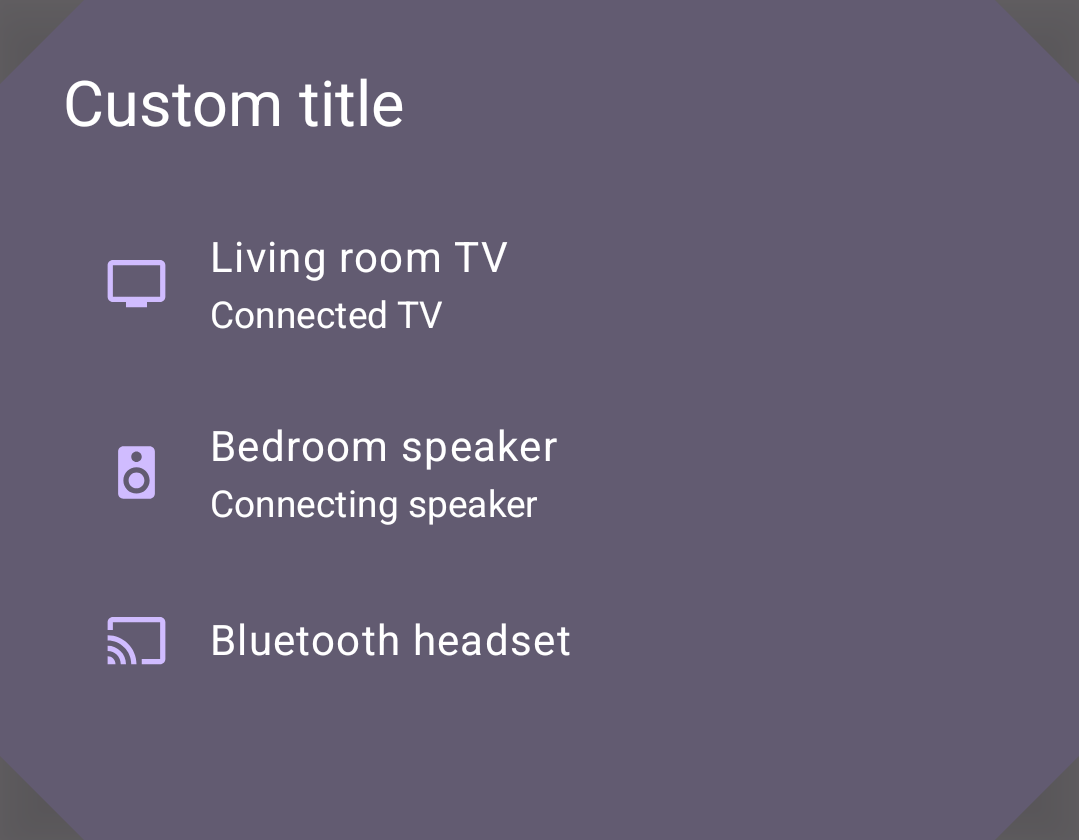 Custom title
Living room TV
Connected TV
Bedroom speaker
Connecting speaker
Bluetooth headset